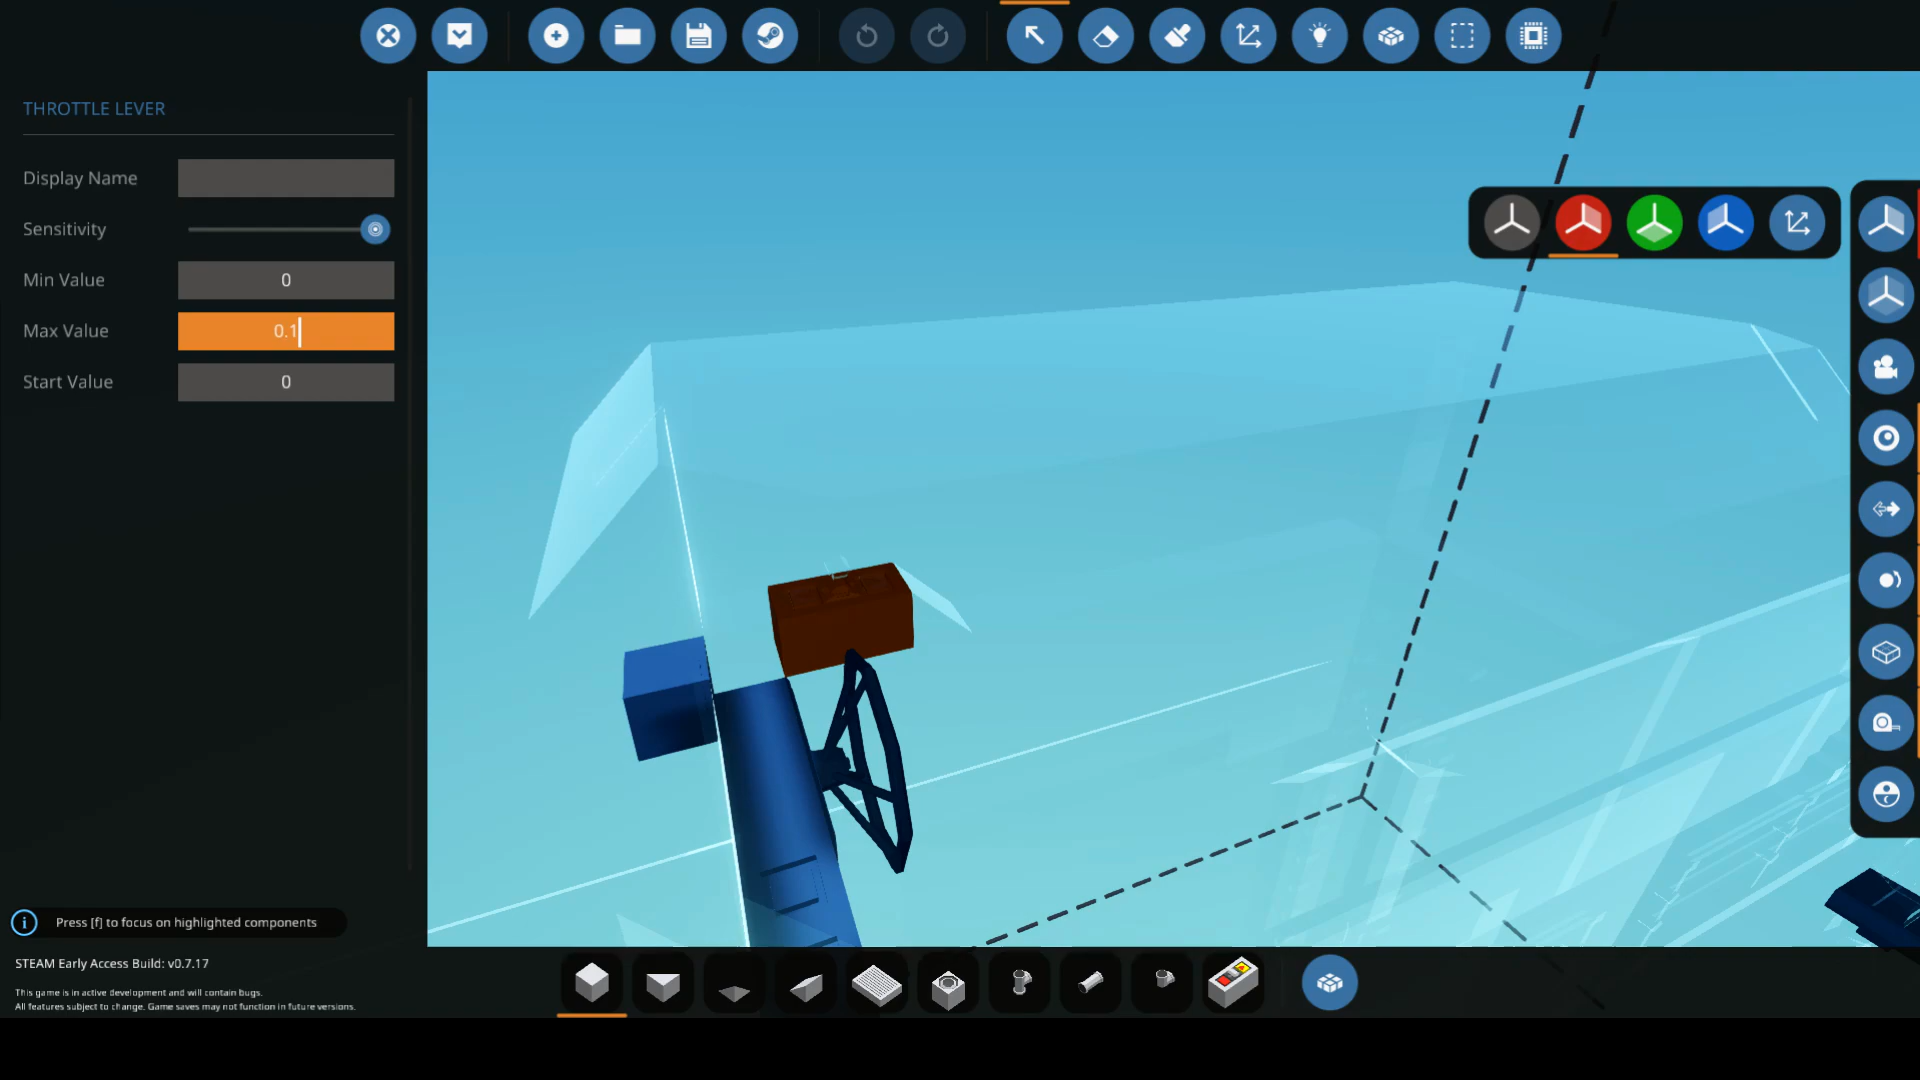 THROTTLE LEVER
Display Name
Sensitivity
Min Value 0
Max Value 0.1
Start Value 0
Press [f] to focus on highlighted components
STEAM Early Access Build: v0.7.17
This game is in active development and will contain bugs.
All features subject to change. Game saves may not function in future versions.